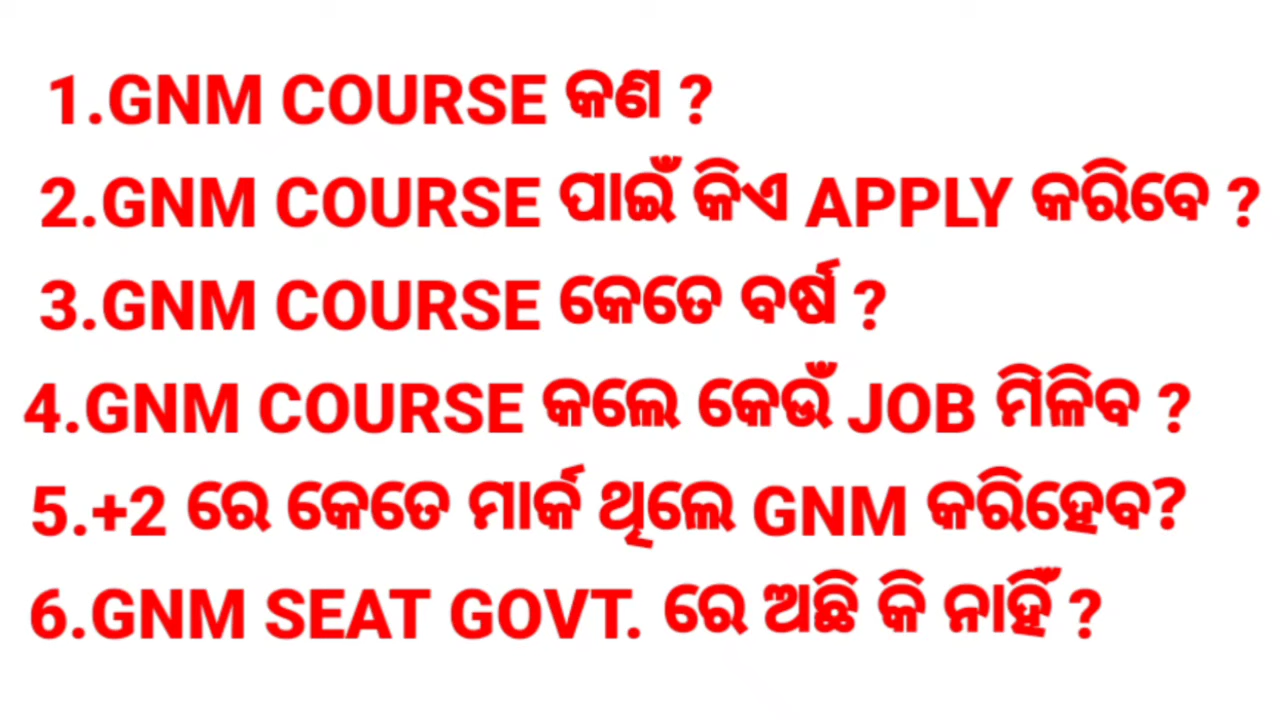 1.GNM COURSE କଣ ?
2.GNM COURSE ପାଇଁ କିଏ APPLY କରିବେ ?
3.GNM COURSE କେତେ ବର୍ଷ ?
4.GNM COURSE କଲେ କେଉଁ JOB ମିଳିବ ?
5.+2 ରେ କେତେ ମାର୍କ ଥିଲେ GNM କରିହେବ?
6.GNM SEAT GOVT. ରେ ଅଛି କି ନାହିଁ ?